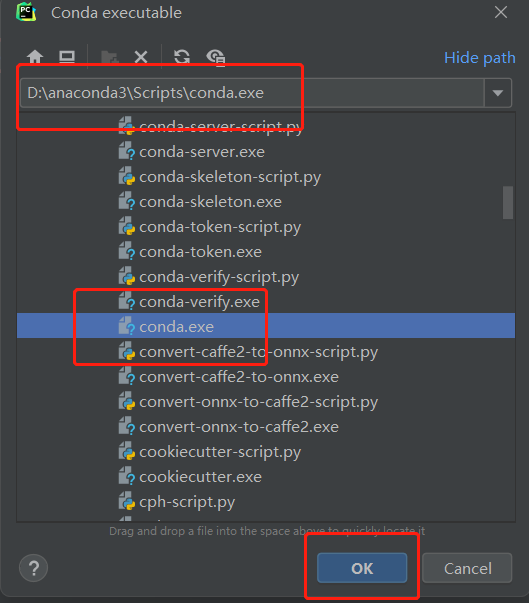 PC
Conda executable
Hide path
D:\anaconda3\Scripts\conda.exe
conda-server-script.py
conda-server.exe
conda-skeleton-script.py
conda-skeleton.exe
conda-token-script.py
conda-token.exe
conda-verify-script.py
conda-verify.exe
conda.exe
convert-caffe2-to-onnx-script.py
convert-caffe2-to-onnx.exe
convert-onnx-to-caffe2-script.py
convert-onnx-to-caffe2.exe
cookiecutter-script.py
cookiecutter.exe
cph-script.py
Drag and drop a file into the space above to quickly locate it
?
OK
Cancel